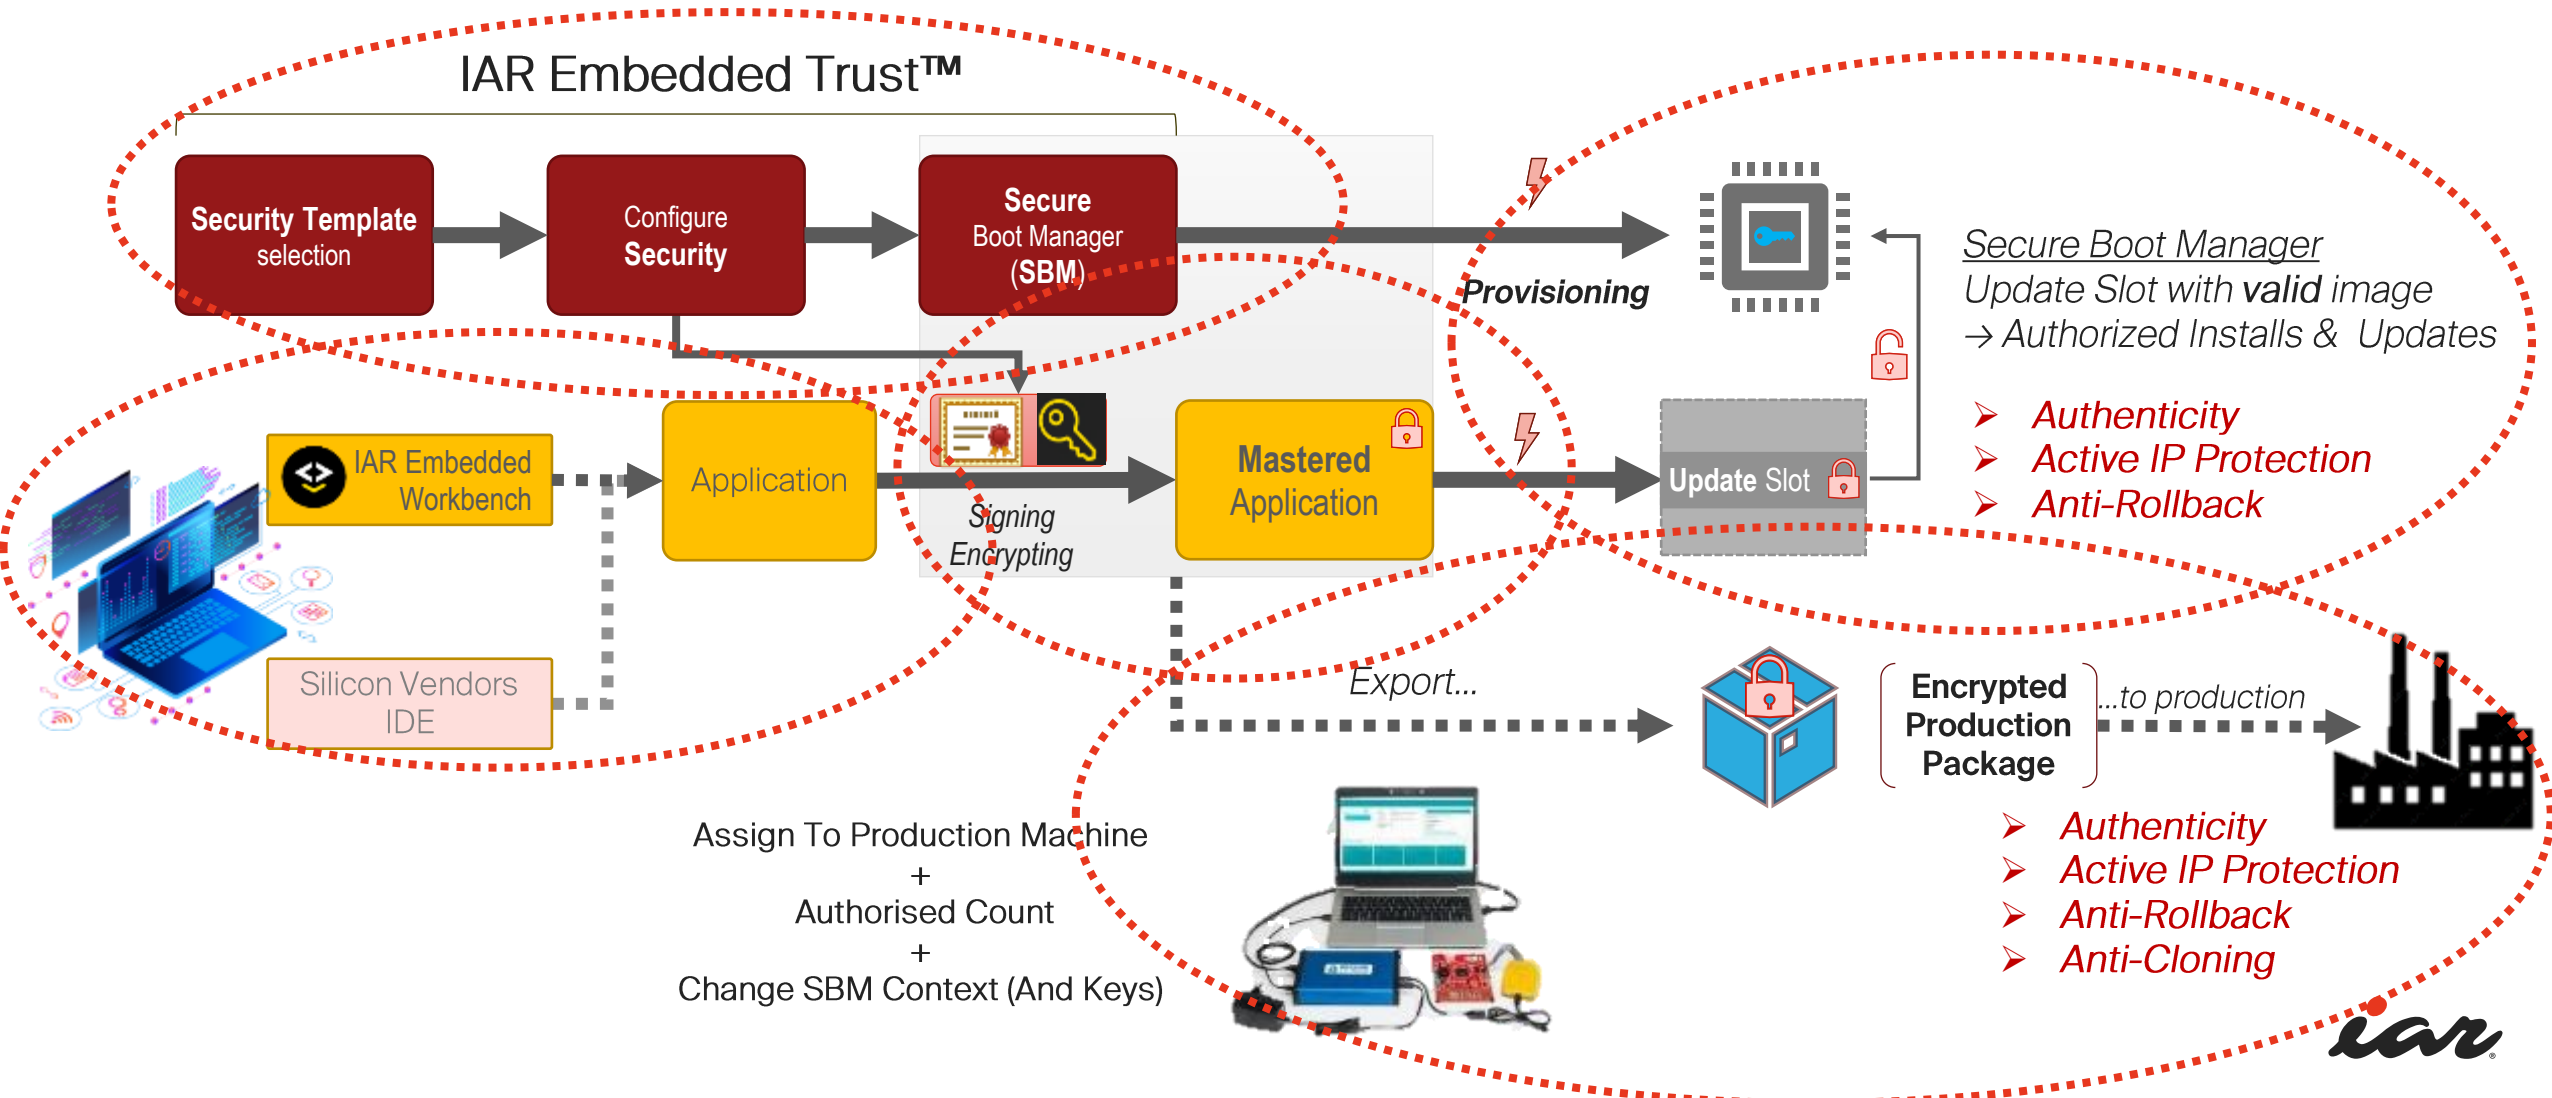 IAR Embedded Trust™
Security Template
selection
Configure
Security
Secure
Boot Manager
(SBM)
Provisioning
Secure Boot Manager
Update Slot with valid image
→ Authorized Installs & Updates
➢ Authenticity
➢ Active IP Protection
➢ Anti-Rollback
IAR Embedded
Workbench
Application
Signing
Encrypting
Mastered
Application
Update Slot
Silicon Vendors
IDE
Export...
Encrypted
Production
Package
...to production
➢ Authenticity
➢ Active IP Protection
➢ Anti-Rollback
➢ Anti-Cloning
Assign To Production Machine
+
Authorised Count
+
Change SBM Context (And Keys)
iar®